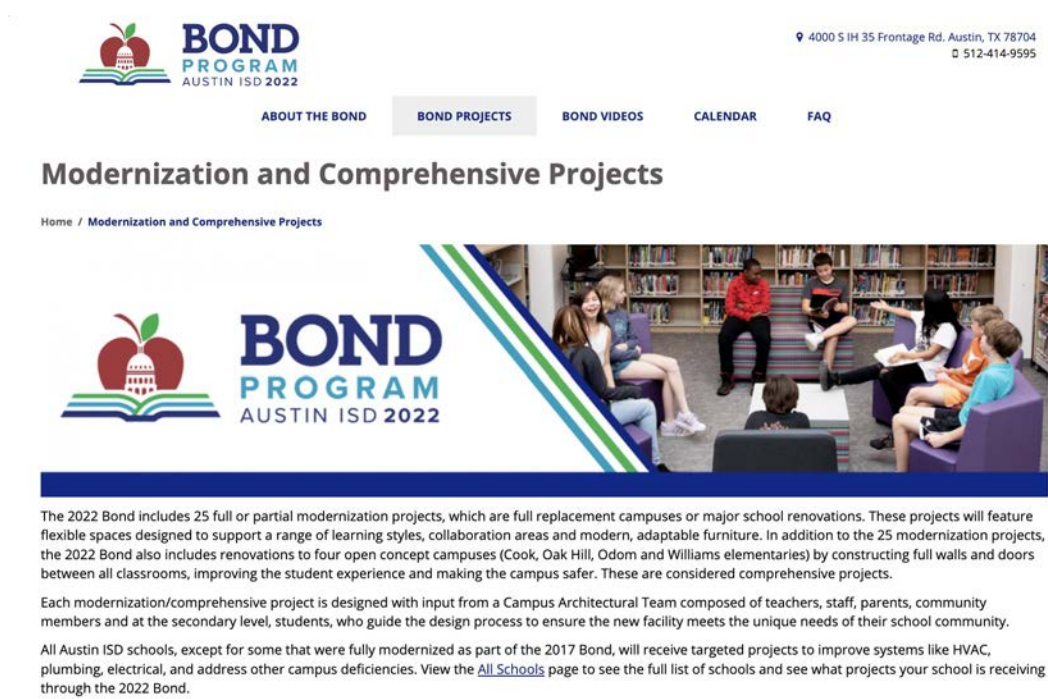 BOND
PROGRAM
AUSTIN ISD 2022
4000 S IH 35 Frontage Rd. Austin, TX 78704
512-414-9595
ABOUT THE BOND
BOND PROJECTS
BOND VIDEOS
CALENDAR
FAQ
Modernization and Comprehensive Projects
Home / Modernization and Comprehensive Projects
BOND
PROGRAM
AUSTIN ISD 2022
The 2022 Bond includes 25 full or partial modernization projects, which are full replacement campuses or major school renovations. These projects will feature
flexible spaces designed to support a range of learning styles, collaboration areas and modern, adaptable furniture. In addition to the 25 modernization projects,
the 2022 Bond also includes renovations to four open concept campuses (Cook, Oak Hill, Odom and Williams elementaries) by constructing full walls and doors
between all classrooms, improving the student experience and making the campus safer. These are considered comprehensive projects.
Each modernization/comprehensive project is designed with input from a Campus Architectural Team composed of teachers, staff, parents, community
members and at the secondary level, students, who guide the design process to ensure the new facility meets the unique needs of their school community.
All Austin ISD schools, except for some that were fully modernized as part of the 2017 Bond, will receive targeted projects to improve systems like HVAC,
plumbing, electrical, and address other campus deficiencies. View the All Schools page to see the full list of schools and see what projects your school is receiving
through the 2022 Bond.